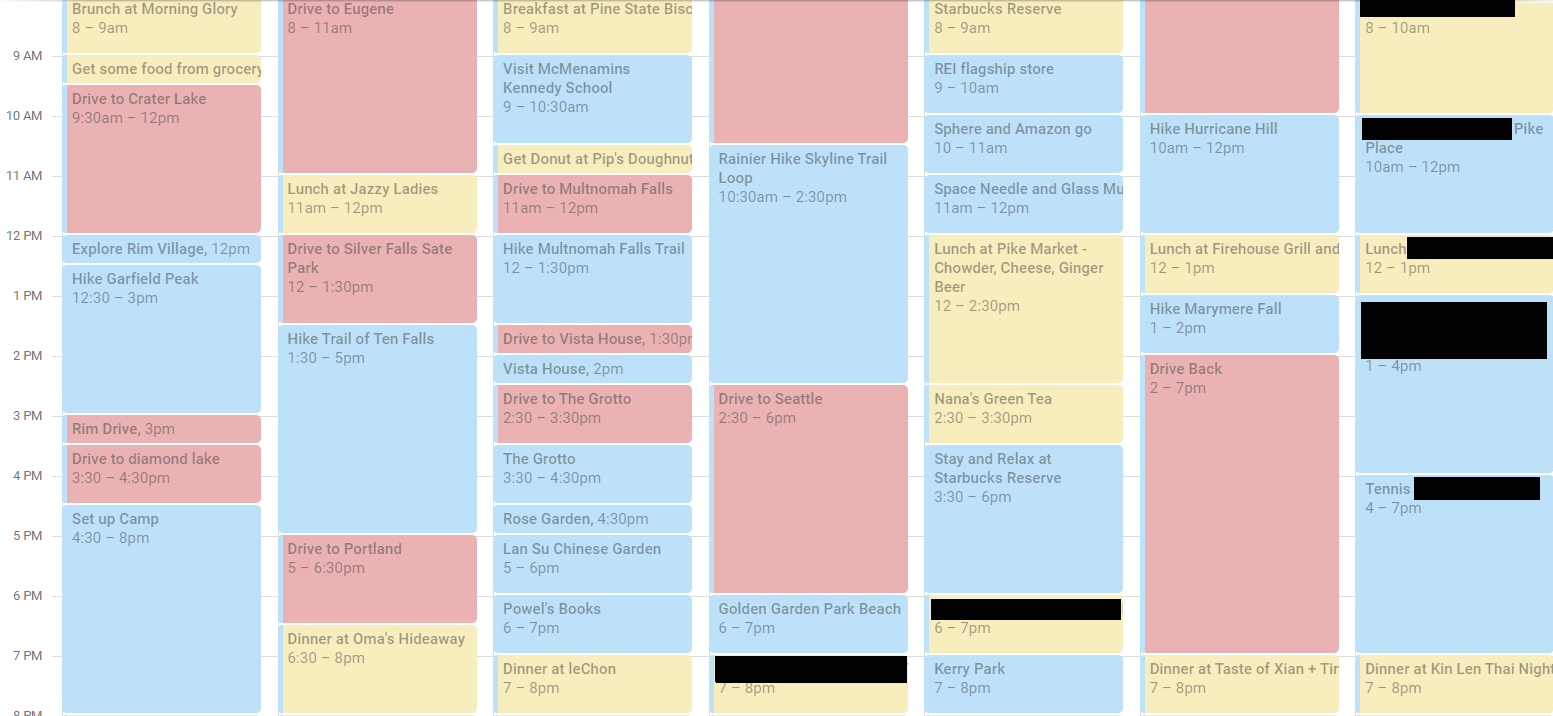 9 AM
10 AM
11 AM
12 PM
1 PM
2 PM
3 PM
4 PM
5 PM
6 PM
7 PM
8 PM
Brunch at Morning Glory
8 – 9am
Get some food from grocery
Drive to Crater Lake
9:30am – 12pm
Explore Rim Village, 12pm
Hike Garfield Peak
12:30 – 3pm
Rim Drive, 3pm
Drive to diamond lake
3:30 – 4:30pm
Set up Camp
4:30 – 8pm
Drive to Eugene
8 – 11am
Lunch at Jazzy Ladies
11am – 12pm
Drive to Silver Falls Sate
Park
12 – 1:30pm
Hike Trail of Ten Falls
1:30 – 5pm
Drive to Portland
5 – 6:30pm
Dinner at Oma's Hideaway
6:30 – 8pm
Breakfast at Pine State Bisc
8 – 9am
Visit McMenamins
Kennedy School
9 – 10:30am
Get Donut at Pip's Doughnut
Drive to Multnomah Falls
11am – 12pm
Hike Multnomah Falls Trail
12 – 1:30pm
Drive to Vista House, 1:30pm
Vista House, 2pm
Drive to The Grotto
2:30 – 3:30pm
The Grotto
3:30 – 4:30pm
Rose Garden, 4:30pm
Lan Su Chinese Garden
5 – 6pm
Powel's Books
6 – 7pm
Dinner at leChon
7 – 8pm
Rainier Hike Skyline Trail
Loop
10:30am – 2:30pm
Drive to Seattle
2:30 – 6pm
Golden Garden Park Beach
6 – 7pm
7 – 8pm
Starbucks Reserve
8 – 9am
REI flagship store
9 – 10am
Sphere and Amazon go
10 – 11am
Space Needle and Glass Mu
11am – 12pm
Lunch at Pike Market -
Chowder, Cheese, Ginger
Beer
12 – 2:30pm
Nana's Green Tea
2:30 – 3:30pm
Stay and Relax at
Starbucks Reserve
3:30 – 6pm
6 – 7pm
Kerry Park
7 – 8pm
Hike Hurricane Hill
10am – 12pm
Lunch at Firehouse Grill and
12 – 1pm
Hike Marymere Fall
1 – 2pm
Drive Back
2 – 7pm
Dinner at Taste of Xian + Tir
7 – 8pm
8 – 10am
Pike
Place
10am – 12pm
Lunch
12 – 1pm
1 – 4pm
Tennis
4 – 7pm
Dinner at Kin Len Thai Night
7 – 8pm